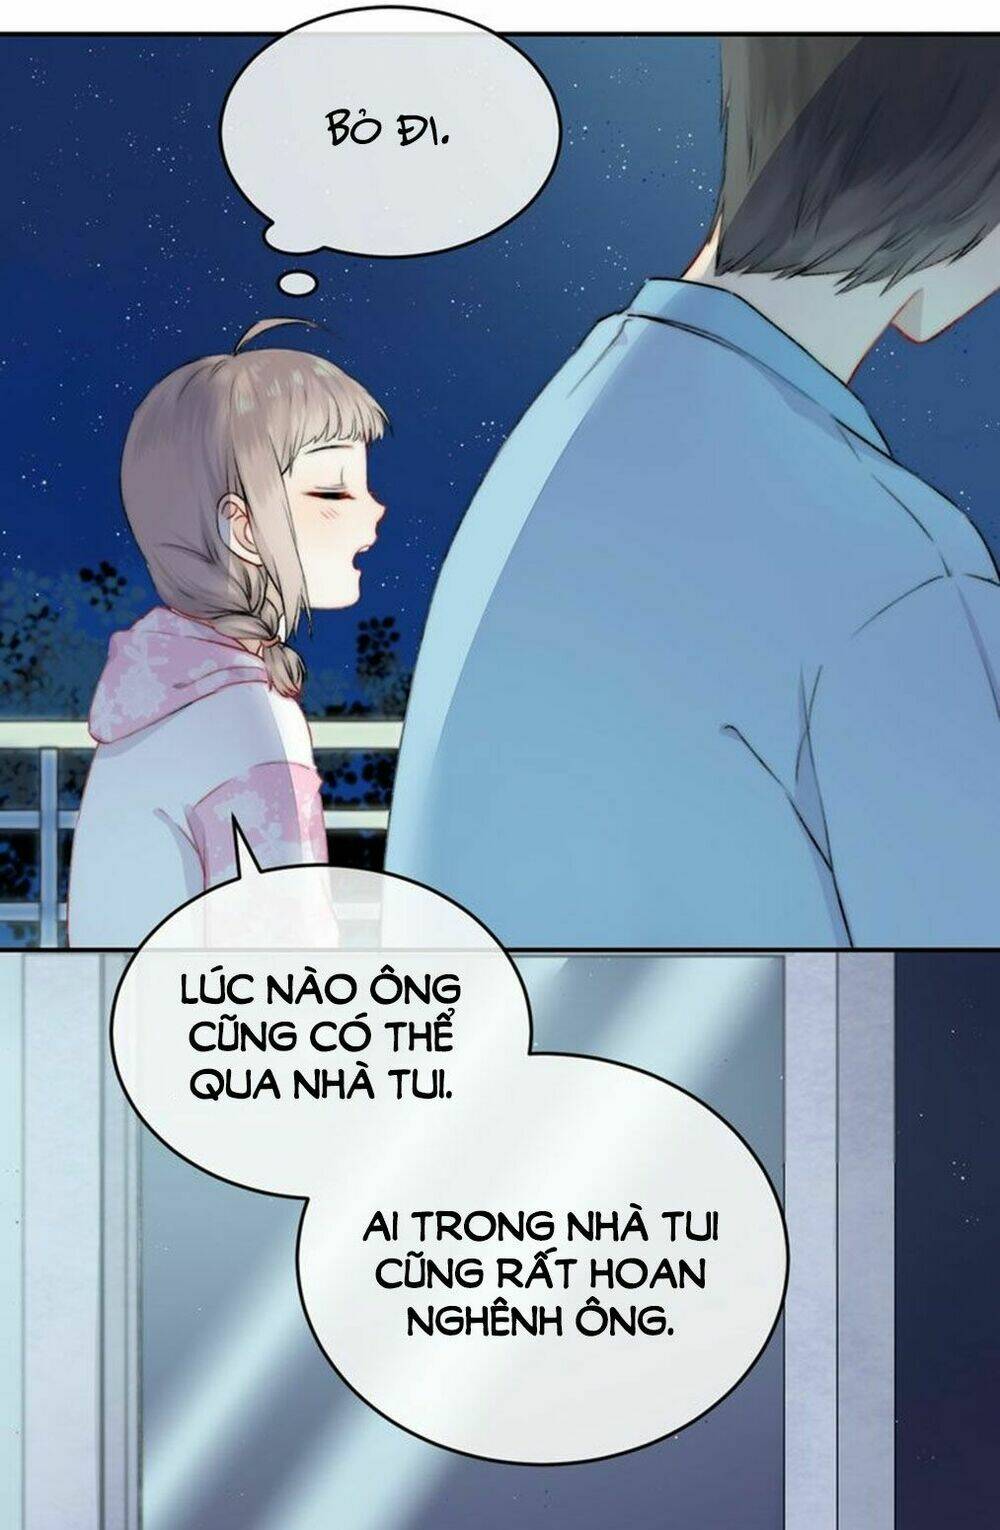 BỎ ĐI.
LÚC NÀO ÔNG
CŨNG CÓ THỂ
QUA NHÀ TUI.
AI TRONG NHÀ TUI
CŨNG RẤT HOAN
NGHÊNH ÔNG.